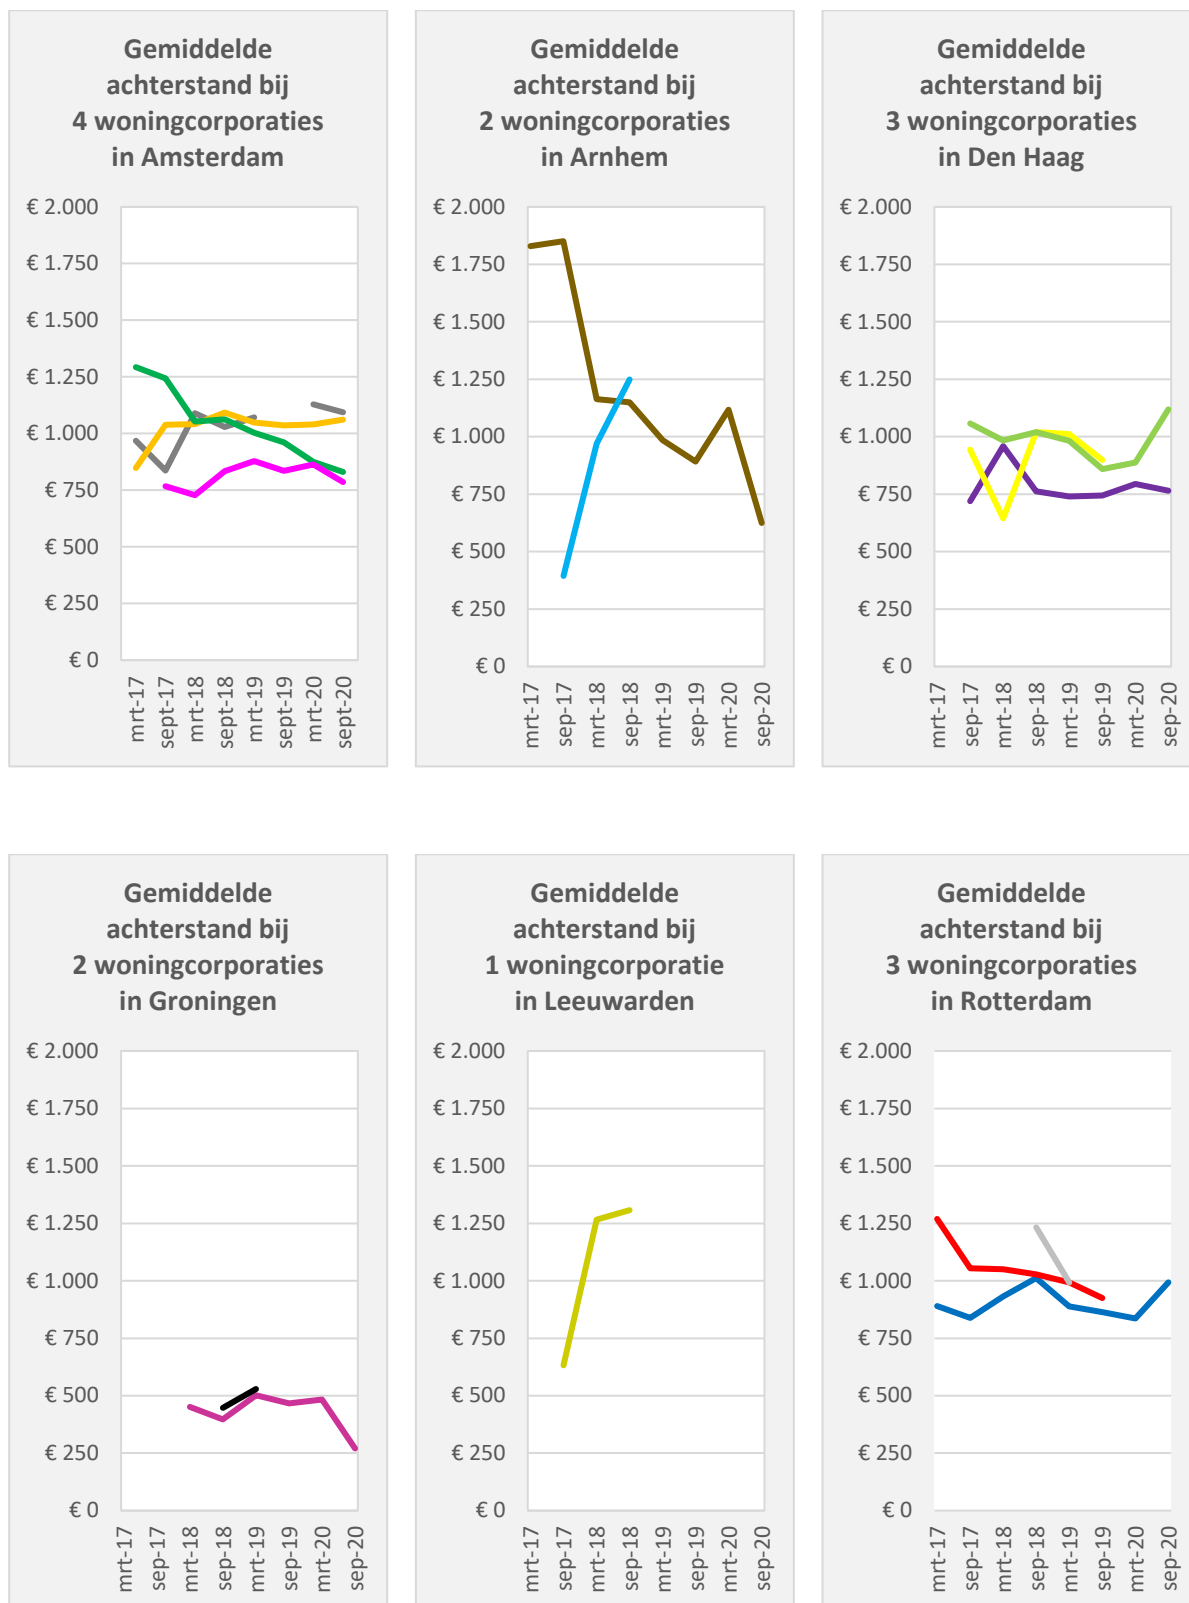 Gemiddelde
achterstand bij
4 woningcorporaties
in Amsterdam
€ 2.000
€ 1.750
€ 1.500
€ 1.250
€ 1.000
€ 750
€ 500
€ 250
€ 0
mrt-17
sept-17
mrt-18
sept-18
mrt-19
sept-19
mrt-20
sept-20
Gemiddelde
achterstand bij
2 woningcorporaties
in Arnhem
€ 2.000
€ 1.750
€ 1.500
€ 1.250
€ 1.000
€ 750
€ 500
€ 250
€ 0
mrt-17
sep-17
mrt-18
sep-18
mrt-19
sep-19
mrt-20
sep-20
Gemiddelde
achterstand bij
3 woningcorporaties
in Den Haag
€ 2.000
€ 1.750
€ 1.500
€ 1.250
€ 1.000
€ 750
€ 500
€ 250
€ 0
mrt-17
sep-17
mrt-18
sep-18
mrt-19
sep-19
mrt-20
sep-20
Gemiddelde
achterstand bij
2 woningcorporaties
in Groningen
€ 2.000
€ 1.750
€ 1.500
€ 1.250
€ 1.000
€ 750
€ 500
€ 250
€ 0
mrt-17
sep-17
mrt-18
sep-18
mrt-19
sep-19
mrt-20
sep-20
Gemiddelde
achterstand bij
1 woningcorporatie
in Leeuwarden
€ 2.000
€ 1.750
€ 1.500
€ 1.250
€ 1.000
€ 750
€ 500
€ 250
€ 0
mrt-17
sep-17
mrt-18
sep-18
mrt-19
sep-19
mrt-20
sep-20
Gemiddelde
achterstand bij
3 woningcorporaties
in Rotterdam
€ 2.000
€ 1.750
€ 1.500
€ 1.250
€ 1.000
€ 750
€ 500
€ 250
€ 0
mrt-17
sep-17
mrt-18
sep-18
mrt-19
sep-19
mrt-20
sep-20